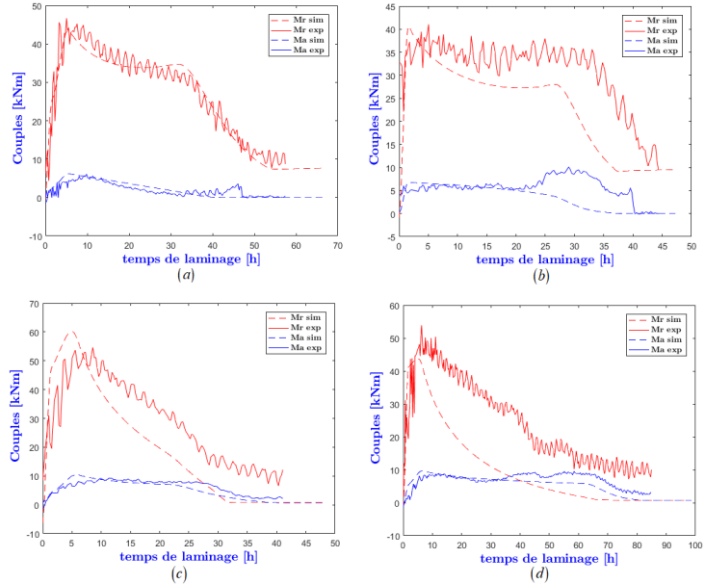 50
40
30
20
10
0
-10
Couples [kNm]
0 10 20 30 40 50 60 70
temps de laminage [h]
Mr sim
Mr exp
Ma sim
Ma exp
(a)
45
40
35
30
25
20
15
10
5
0
-5
Couples [kNm]
0 5 10 15 20 25 30 35 40 45 50
temps de laminage [h]
Mr sim
Mr exp
Ma sim
Ma exp
(b)
70
60
50
40
30
20
10
0
-10
Couples [kNm]
0 5 10 15 20 25 30 35 40 45 50
temps de laminage [h]
Mr sim
Mr exp
Ma sim
Ma exp
(c)
60
50
40
30
20
10
0
-10
Couples [kNm]
0 10 20 30 40 50 60 70 80 90 100
temps de laminage [h]
Mr sim
Mr exp
Ma sim
Ma exp
(d)